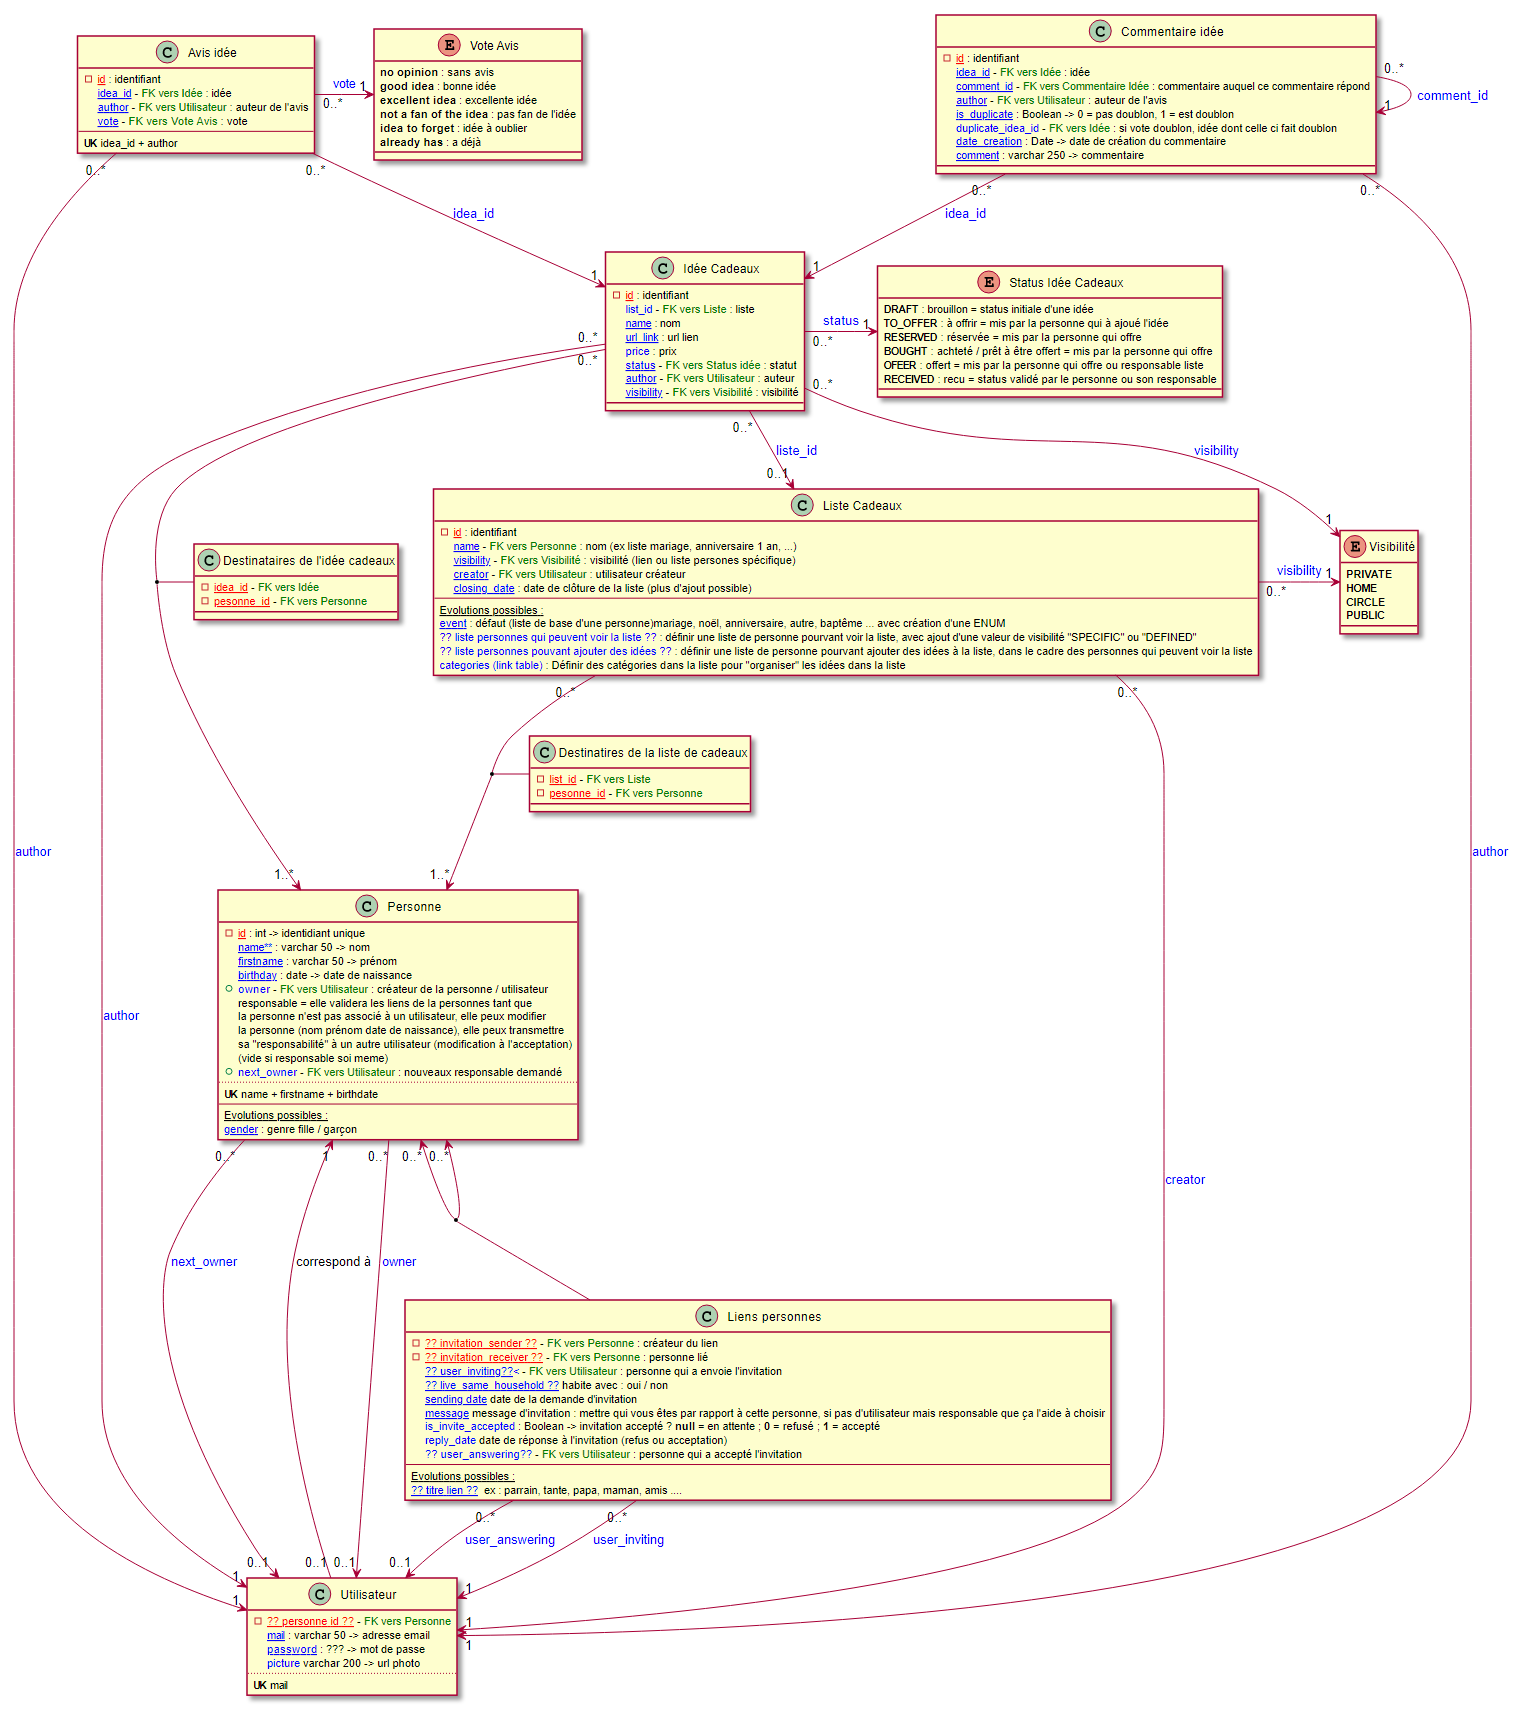 Avis idée
id : identifiant
idea_id - FK vers Idée : idée
author - FK vers Utilisateur : auteur de l'avis
vote - FK vers Vote Avis : vote
UK idea_id + author
vote
1
0..*
Vote Avis
no opinion : sans avis
good idea : bonne idée
excellent idea : excellente idée
not a fan of the idea : pas fan de l'idée
idea to forget : idée à oublier
already has : a déjà
Commentaire idée
id : identifiant
idea_id - FK vers Idée : idée
comment_id - FK vers Commentaire Idée : commentaire auquel ce commentaire répond
author - FK vers Utilisateur : auteur de l'avis
is_duplicate : Boolean -> 0 = pas doublon, 1 = est doublon
duplicate_idea_id - FK vers Idée : si vote doublon, idée dont celle ci fait doublon
date_creation : Date -> date de création du commentaire
comment : varchar 250 -> commentaire
0..*
comment_id
1
0..*
0..*
0..*
0..*
idea_id
idea_id
1
1
Idée Cadeaux
id : identifiant
list_id - FK vers Liste : liste
name : nom
url_link : url lien
price : prix
status - FK vers Status idée : statut
author - FK vers Utilisateur : auteur
visibility - FK vers Visibilité : visibilité
status
1
0..*
Status Idée Cadeaux
DRAFT : brouillon = status initiale d'une idée
TO_OFFER : à offrir = mis par la personne qui à ajoué l'idée
RESERVED : réservée = mis par la personne qui offre
BOUGHT : acheté / prêt à être offert = mis par la personne qui offre
OFEER : offert = mis par la personne qui offre ou responsable liste
RECEIVED : recu = status validé par le personne ou son responsable
0..*
0..*
0..*
0..*
liste_id
0..1
visibility
1
Liste Cadeaux
id : identifiant
name - FK vers Personne : nom (ex liste mariage, anniversaire 1 an, ...)
visibility - FK vers Visibilité : visibilité (lien ou liste persones spécifique)
creator - FK vers Utilisateur : utilisateur créateur
closing_date : date de clôture de la liste (plus d'ajout possible)
Evolutions possibles :
event : défaut (liste de base d'une personne)mariage, noël, anniversaire, autre, baptême ... avec création d'une ENUM
?? liste personnes qui peuvent voir la liste ?? : définir une liste de personne pourvant voir la liste, avec ajout d'une valeur de visibilité "SPECIFIC" ou "DEFINED"
?? liste personnes pouvant ajouter des idées ?? : définir une liste de personne pourvant ajouter des idées à la liste, dans le cadre des personnes qui peuvent voir la liste
categories (link table) : Définir des catégories dans la liste pour "organiser" les idées dans la liste
visibility
1
0..*
Visibilité
PRIVATE
HOME
CIRCLE
PUBLIC
Destinataires de l'idée cadeaux
idea_id - FK vers Idée
pesonne_id - FK vers Personne
0..*
0..*
Destinatires de la liste de cadeaux
list_id - FK vers Liste
pesonne_id - FK vers Personne
author
author
1..*
1..*
Personne
id : int -> identidiant unique
name** : varchar 50 -> nom
firstname : varchar 50 -> prénom
birthday : date -> date de naissance
owner - FK vers Utilisateur : créateur de la personne / utilisateur
responsable = elle validera les liens de la personnes tant que
la personne n'est pas associé à un utilisateur, elle peux modifier
la personne (nom prénom date de naissance), elle peux transmettre
sa "responsabilité" à un autre utilisateur (modification à l'acceptation)
(vide si responsable soi meme)
next_owner - FK vers Utilisateur : nouveaux responsable demandé
UK name + firstname + birthdate
Evolutions possibles :
gender : genre fille / garçon
author
0..*
1
0..*
0..*
0..*
creator
next_owner
correspond à
owner
Liens personnes
?? invitation_sender ?? - FK vers Personne : créateur du lien
?? invitation_receiver ?? - FK vers Personne : personne lié
?? user_inviting??< - FK vers Utilisateur : personne qui a envoie l'invitation
?? live_same_household ?? habite avec : oui / non
sending date date de la demande d'invitation
message message d'invitation : mettre qui vous êtes par rapport à cette personne, si pas d'utilisateur mais responsable que ça l'aide à choisir
is_invite_accepted : Boolean -> invitation accepté ? null = en attente ; 0 = refusé ; 1 = accepté
reply_date date de réponse à l'invitation (refus ou acceptation)
?? user_answering?? - FK vers Utilisateur : personne qui a accepté l'invitation
Evolutions possibles :
?? titre lien ?? ex : parrain, tante, papa, maman, amis ....
0..*
0..*
user_answering
user_inviting
0..1
0..1
0..1
0..1
1
1
1
1
1
Utilisateur
?? personne id ?? - FK vers Personne
mail : varchar 50 -> adresse email
password : ??? -> mot de passe
picture varchar 200 -> url photo
UK mail